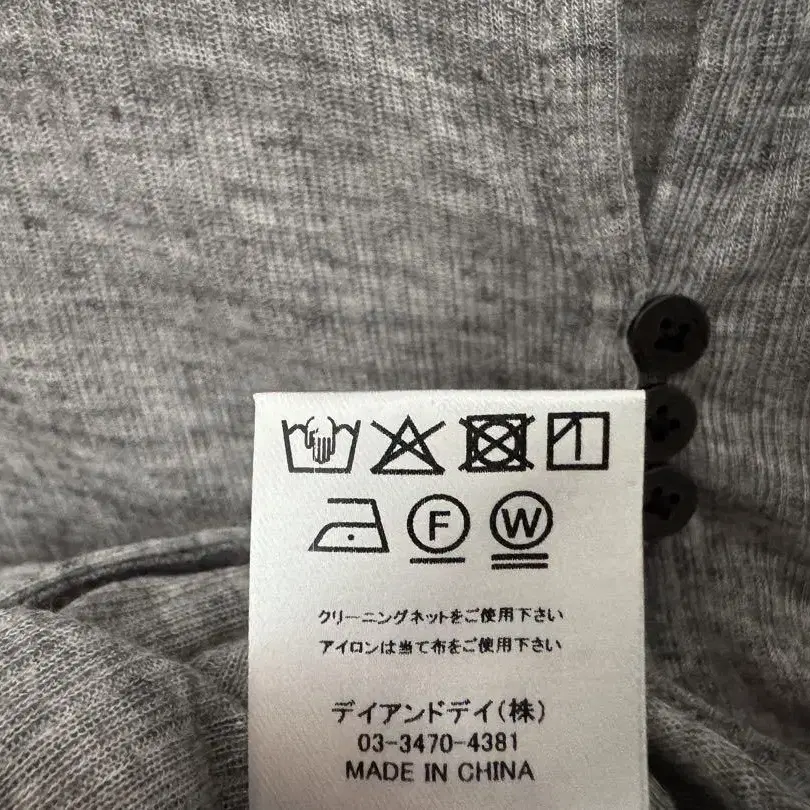 F W
クリーニングネットをご使用下さい
アイロンは当て布をご使用下さい
デイアンドデイ(株)
03-3470-4381
MADE IN CHINA